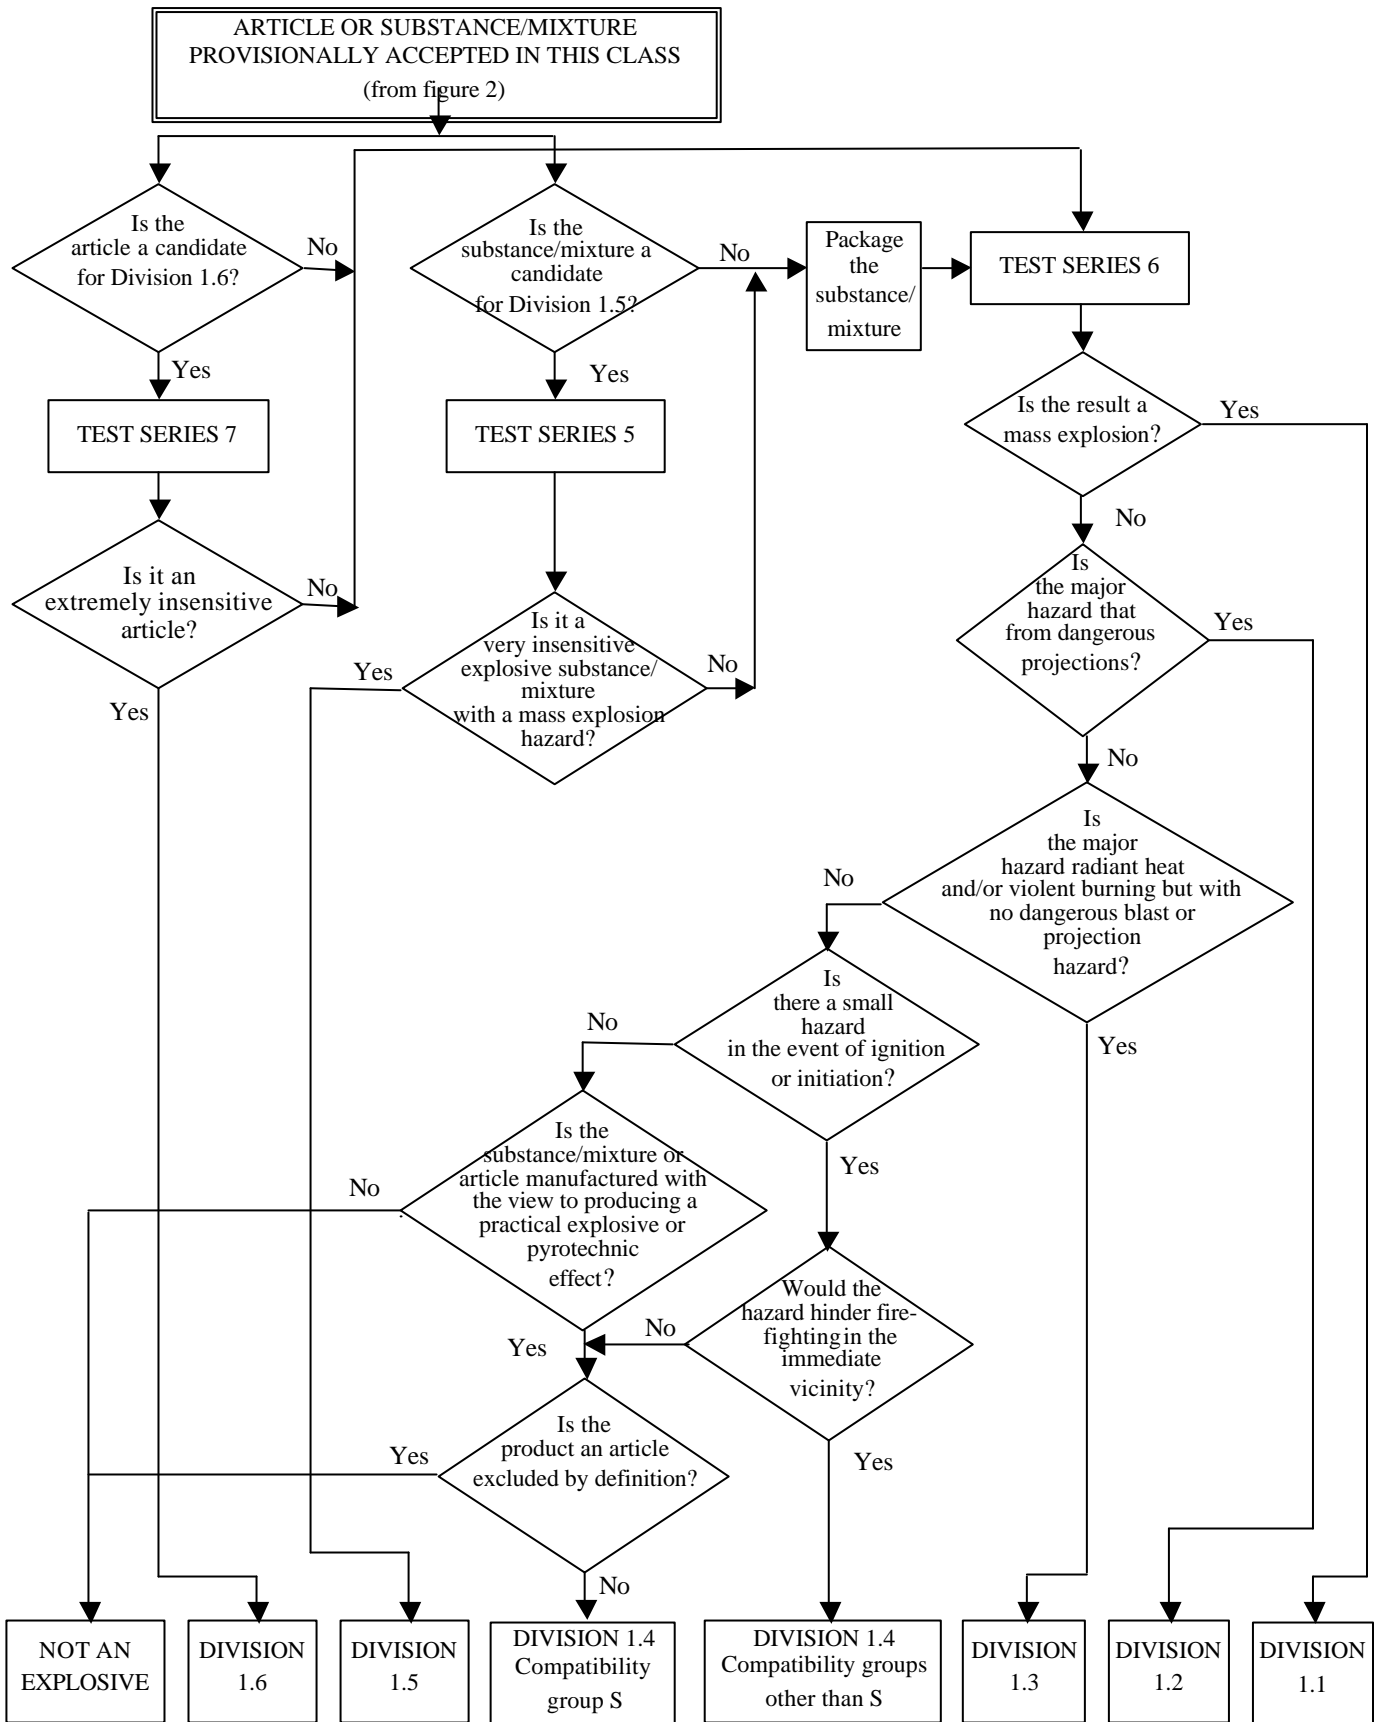 ARTICLE OR SUBSTANCE/MIXTURE
PROVISIONALLY ACCEPTED IN THIS CLASS
(from figure 2)
Is the
article a candidate
for Division 1.6?
No
Is the
substance/mixture a
candidate
for Division 1.5?
No
Package
the
substance/
mixture
TEST SERIES 6
Yes
Yes
TEST SERIES 7
TEST SERIES 5
Is the result a
mass explosion?
Yes
No
Is it an
extremely insensitive
article?
No
Yes
Is it a
very insensitive
explosive substance/
mixture
with a mass explosion
hazard?
Yes
No
Is
the major
hazard that
from dangerous
projections?
Yes
No
Is
the major
hazard radiant heat
and/or violent burning but with
no dangerous blast or
projection
hazard?
No
Yes
Is
there a small
hazard
in the event of ignition
or initiation?
No
Yes
Is the
substance/mixture or
article manufactured with
the view to producing a
practical explosive or
pyrotechnic
effect?
No
Yes
Would the
hazard hinder fire-
fighting in the
immediate
vicinity?
No
Yes
Is the
product an article
excluded by definition?
Yes
No
NOT AN
EXPLOSIVE
DIVISION
1.6
DIVISION
1.5
DIVISION 1.4
Compatibility
group S
DIVISION 1.4
Compatibility groups
other than S
DIVISION
1.3
DIVISION
1.2
DIVISION
1.1